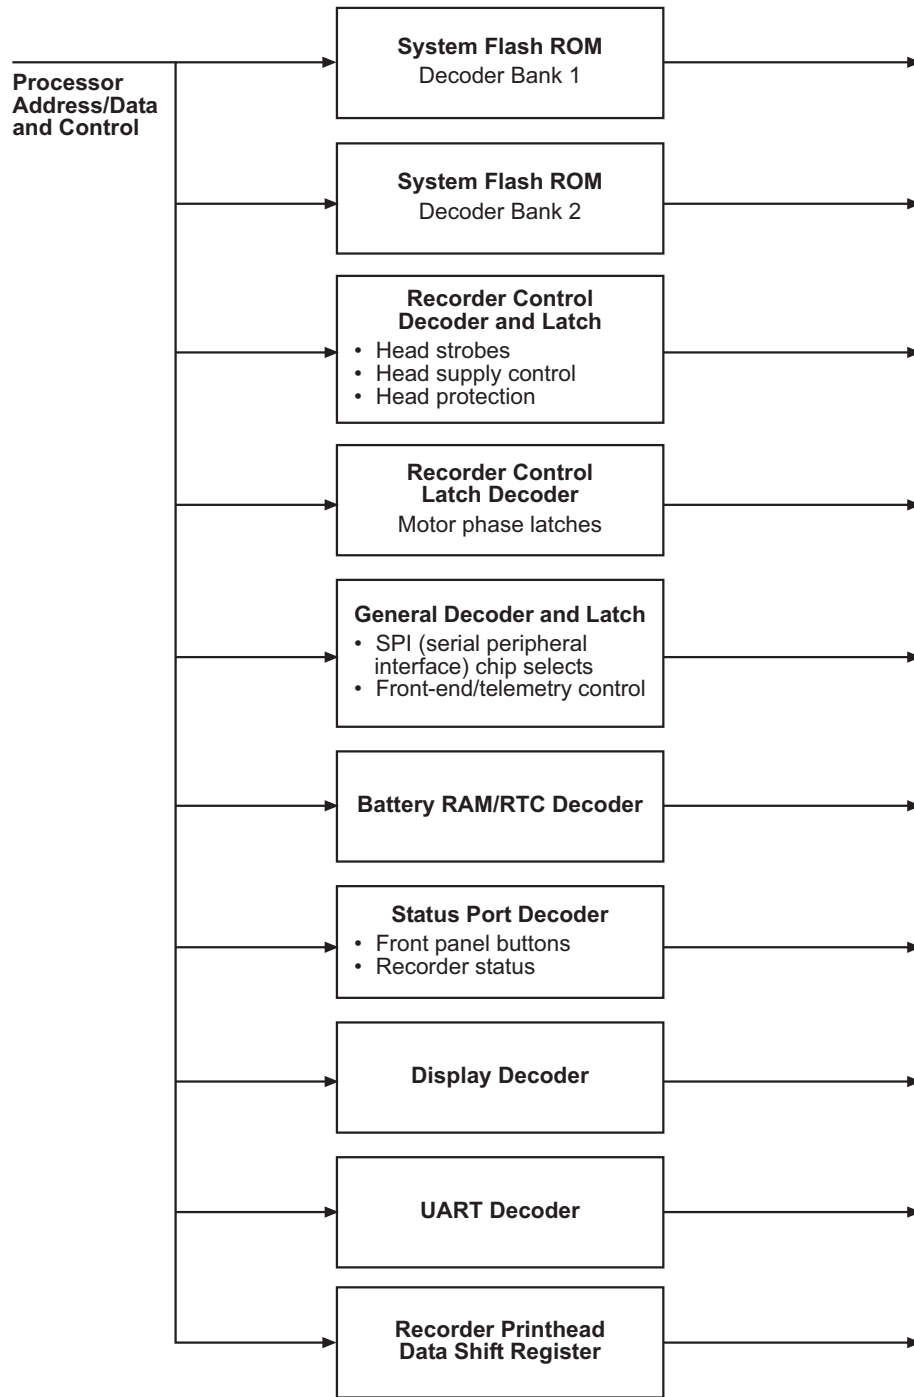 System Flash ROM
Decoder Bank 1
Processor
Address/Data
and Control
System Flash ROM
Decoder Bank 2
Recorder Control
Decoder and Latch
• Head strobes
• Head supply control
• Head protection
Recorder Control
Latch Decoder
Motor phase latches
General Decoder and Latch
• SPI (serial peripheral
interface) chip selects
• Front-end/telemetry control
Battery RAM/RTC Decoder
Status Port Decoder
• Front panel buttons
• Recorder status
Display Decoder
UART Decoder
Recorder Printhead
Data Shift Register